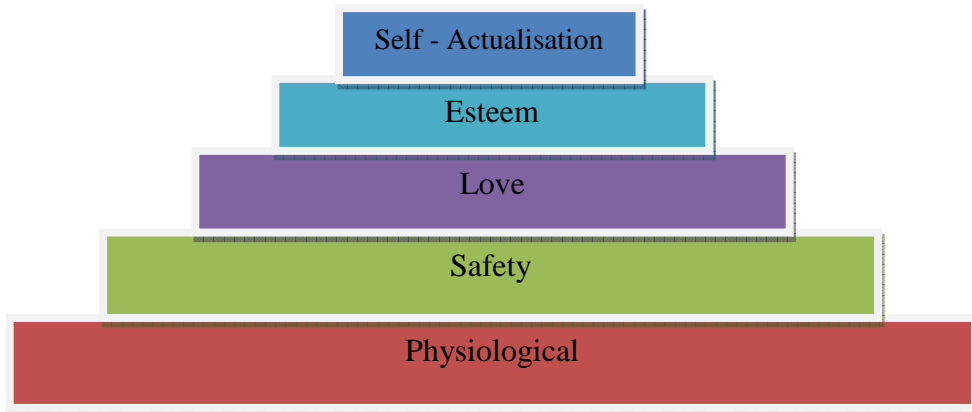 Self - Actualisation
Esteem
Love
Safety
Physiological